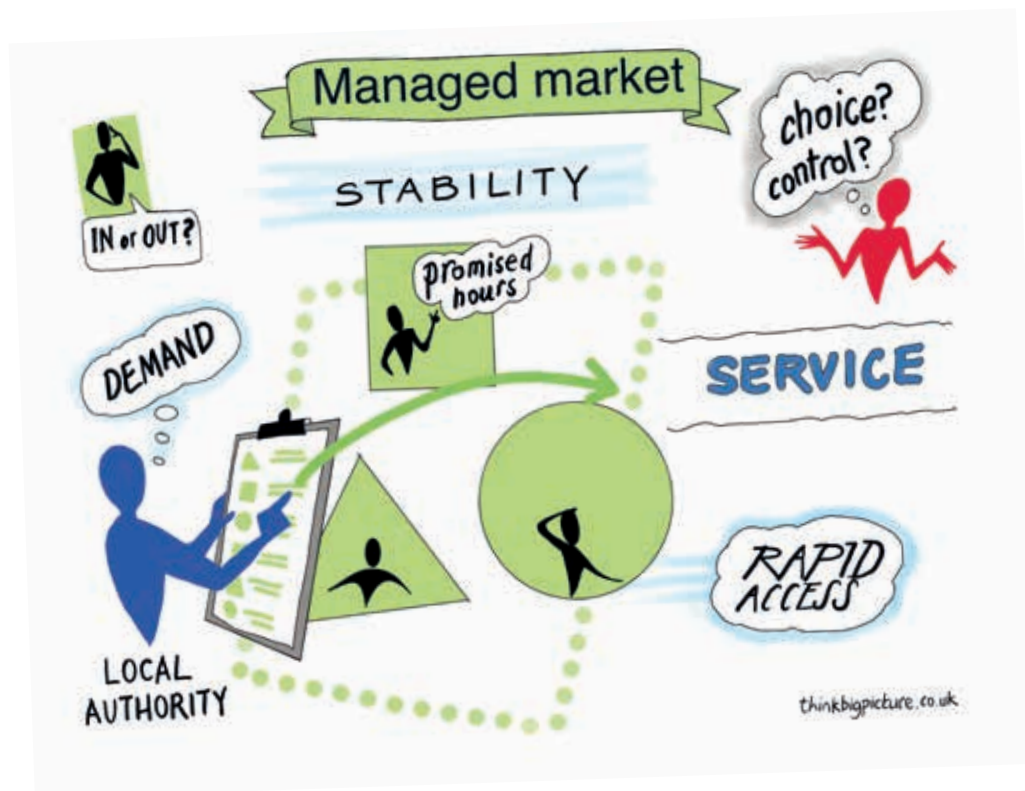 Managed market
STABILITY
choice?
control?
IN or OUT?
promised
hours
DEMAND
SERVICE
RAPID
ACCESS
LOCAL
AUTHORITY
thinkbigpicture.co.uk